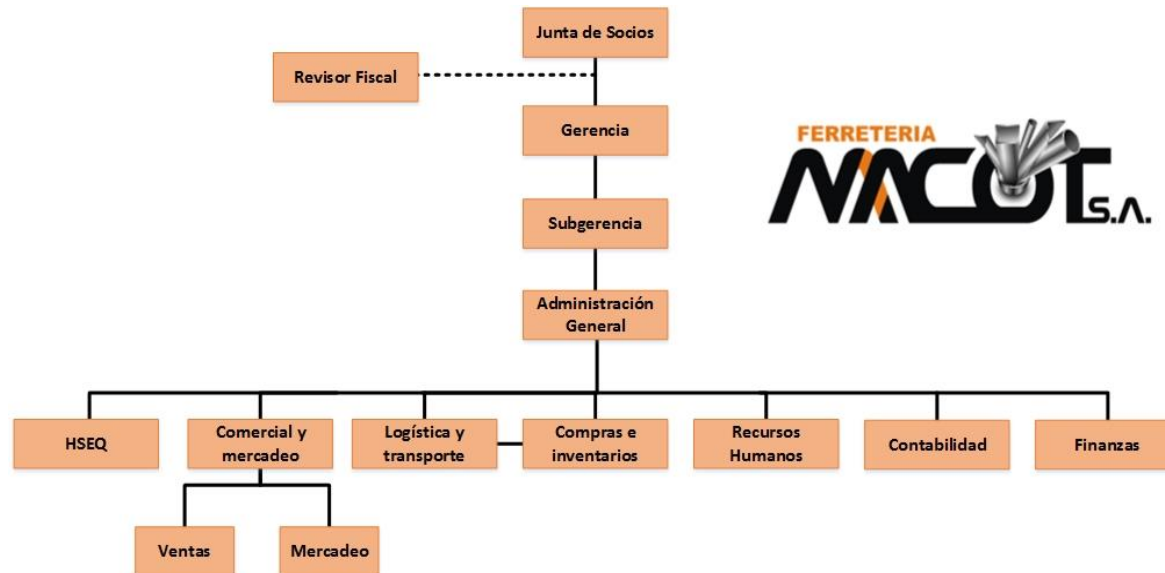 Junta de Socios
Revisor Fiscal
Gerencia
FERRETERIA
NACOT S.A.
Subgerencia
Administración
General
HSEQ
Comercial y
mercadeo
Logística y
transporte
Compras e
inventarios
Recursos
Humanos
Contabilidad
Finanzas
Ventas
Mercadeo